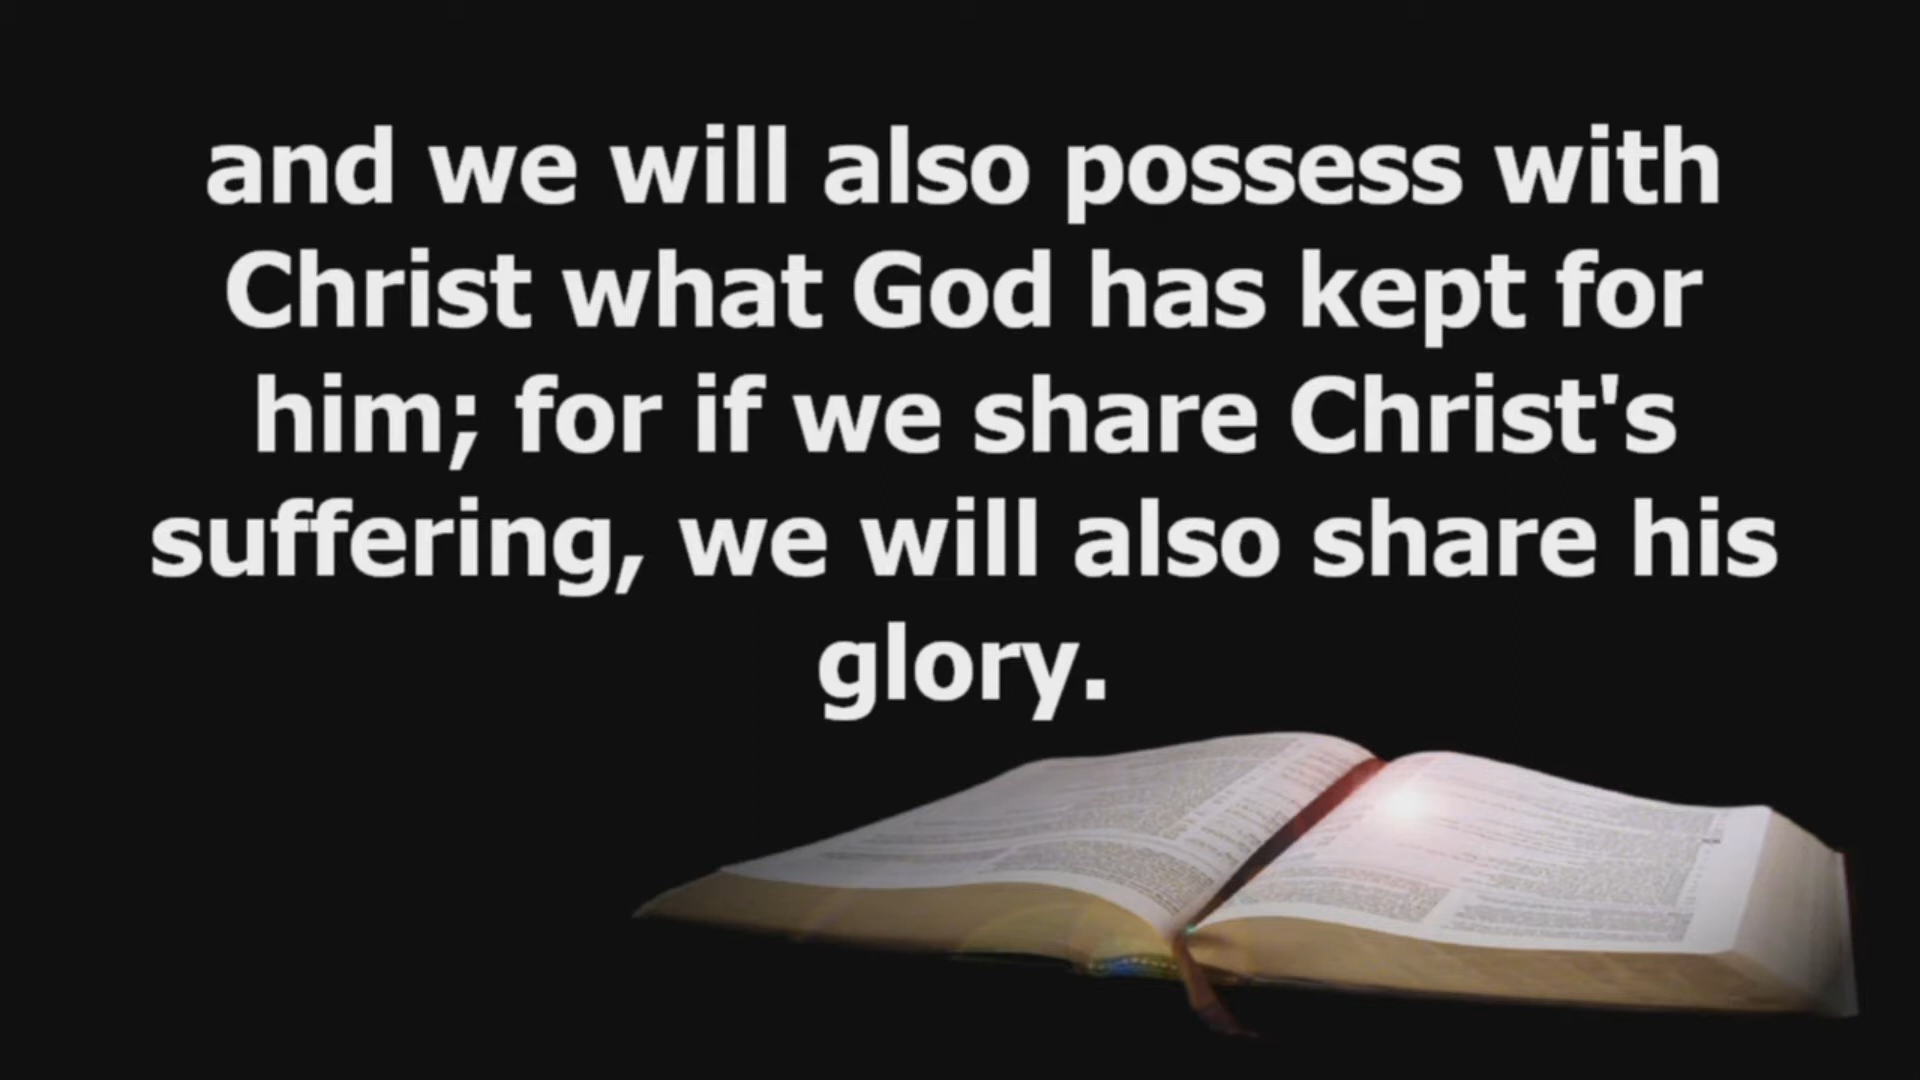 and we will also possess with
Christ what God has kept for
him; for if we share Christ's
suffering, we will also share his
glory.